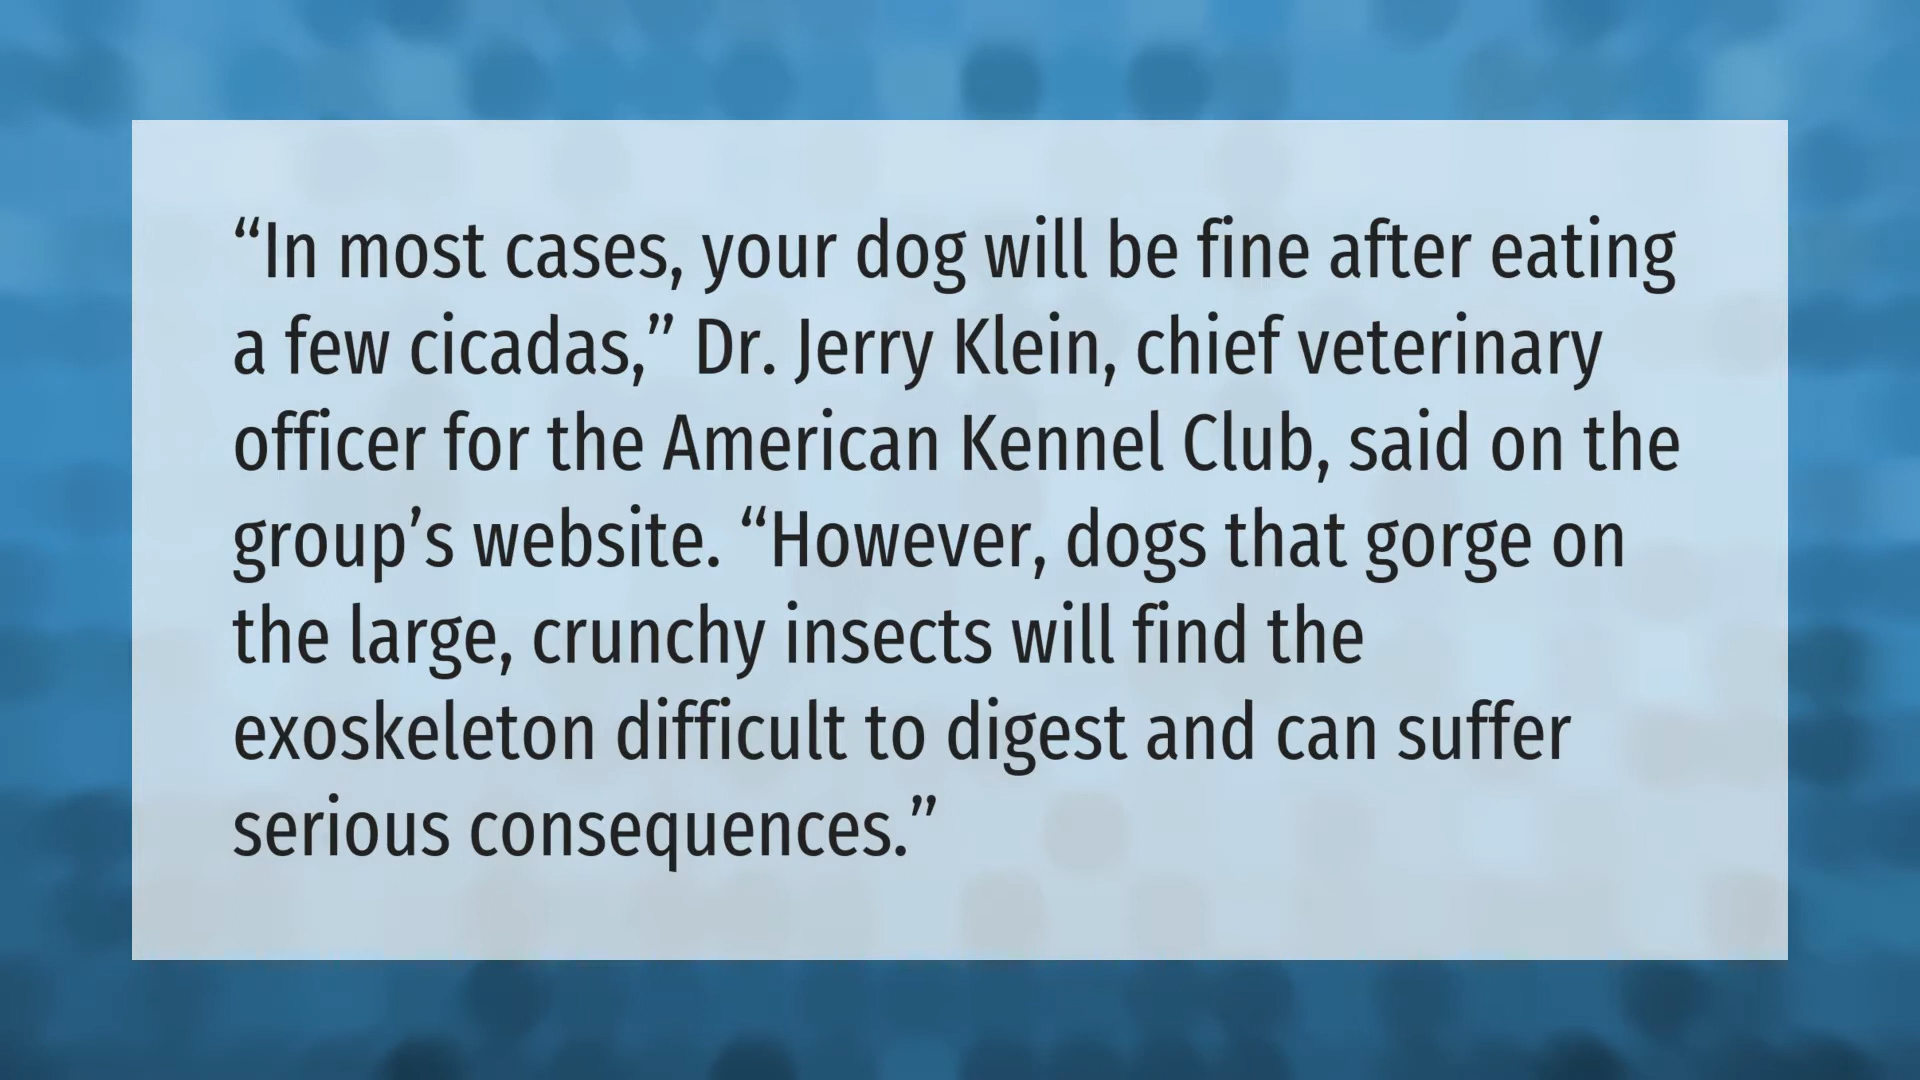 “In most cases, your dog will be fine after eating
a few cicadas,” Dr. Jerry Klein, chief veterinary
officer for the American Kennel Club, said on the
group’s website. “However, dogs that gorge on
the large, crunchy insects will find the
exoskeleton difficult to digest and can suffer
serious consequences.”